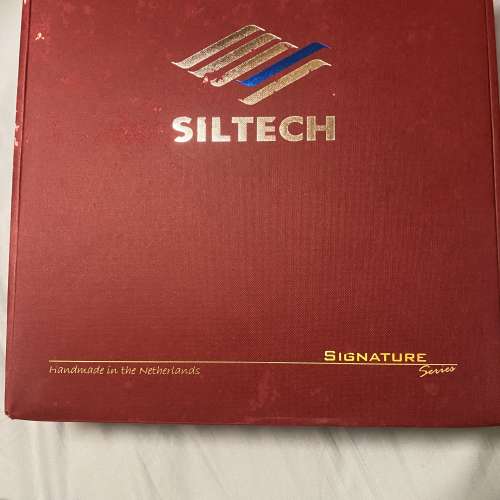 SILTECH
SIGNATURE
Series
Handmade in the Netherlands